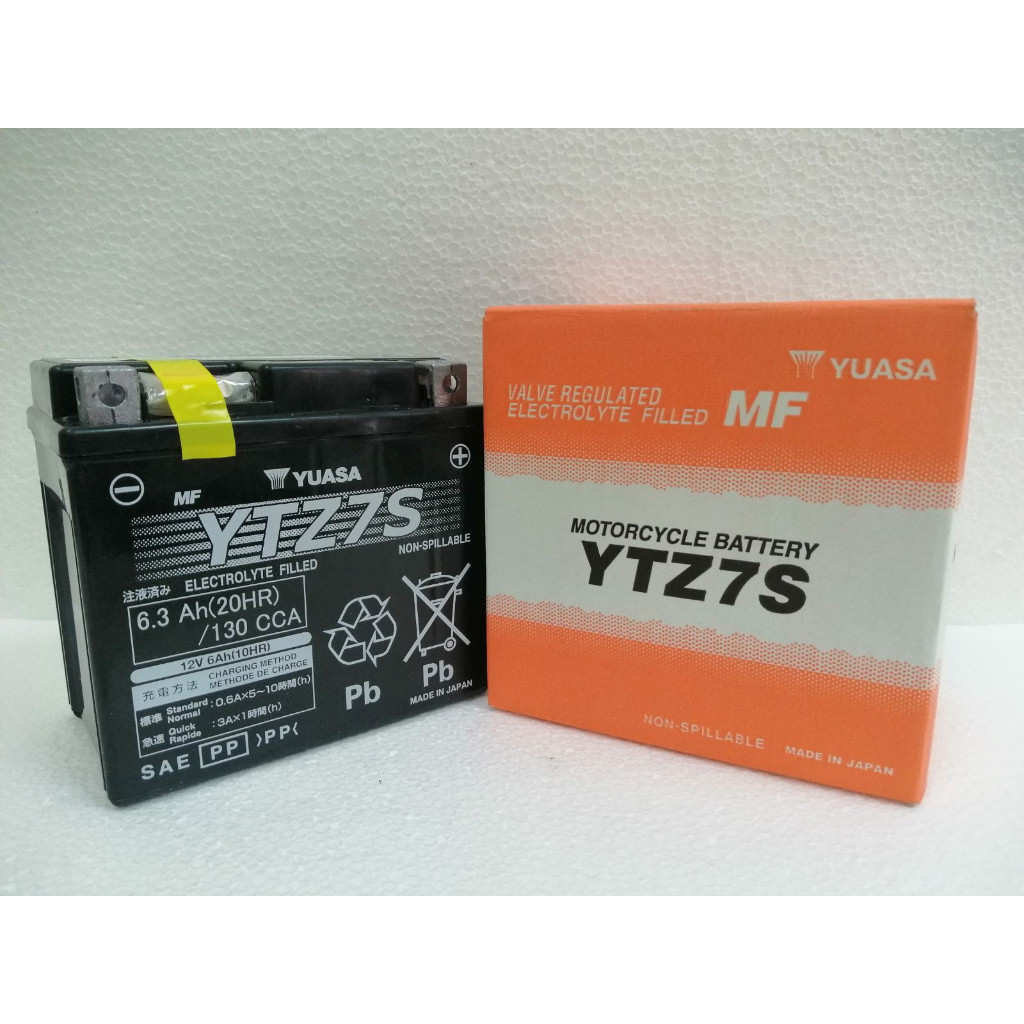 YUASA
MF
YTZ7S
NON-SPILLABLE
注液済み ELECTROLYTE FILLED
6.3 Ah(20HR)
/130 CCA
12V 6Ah(10HR)
充電方法 CHARGING METHOD
METHODE DE CHARGE
標準 Standard Normal : 0.6A×5~10時間(h)
急速 Quick Rapide : 3A×1時間(h)
SAE PP >PP<
Pb
Pb
MADE IN JAPAN
YUASA
VALVE REGULATED
ELECTROLYTE FILLED MF
MOTORCYCLE BATTERY
YTZ7S
NON-SPILLABLE
MADE IN JAPAN